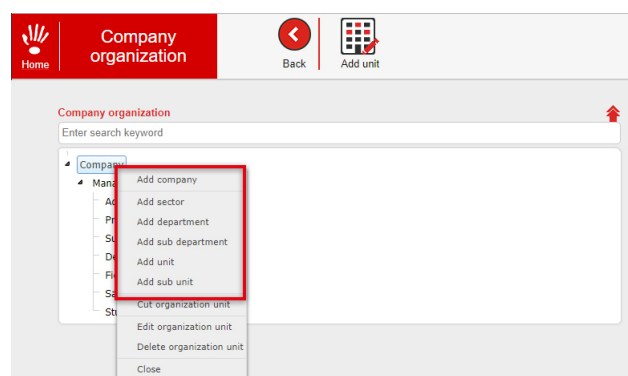 Home
Company
organization
Back
Add unit
Company organization
Enter search keyword
Company
Add company
Add sector
Add department
Add sub department
Add unit
Add sub unit
Cut organization unit
Edit organization unit
Delete organization unit
Close